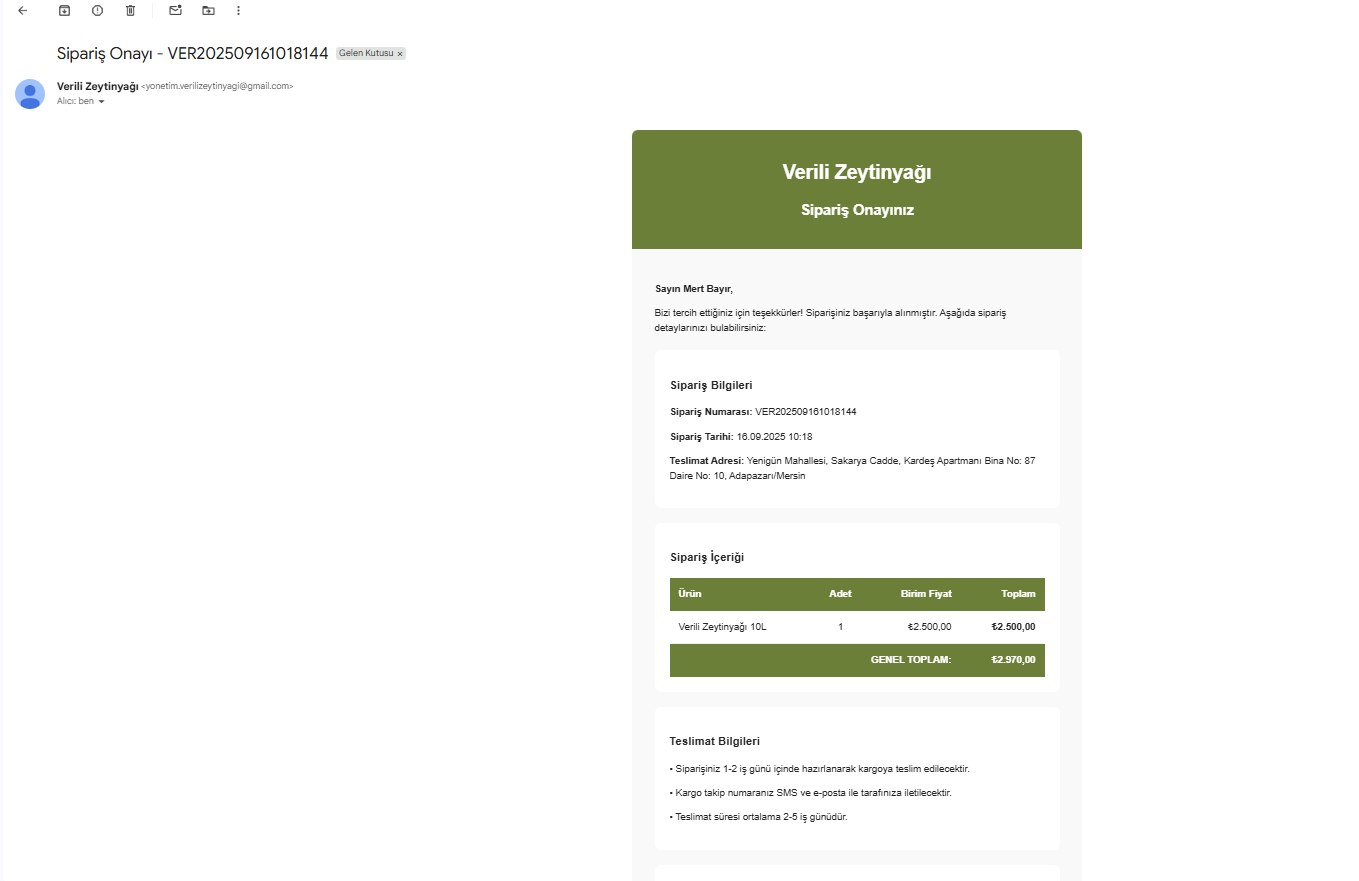 Sipariş Onayı - VER202509161018144 Gelen Kutusu ×
Verili Zeytinyağı <yonetim.verilizeytinyagi@gmail.com>
Alıcı: ben
Verili Zeytinyağı
Sipariş Onayınız
Sayın Mert Bayır,
Bizi tercih ettiğiniz için teşekkürler! Siparişiniz başarıyla alınmıştır. Aşağıda sipariş
detaylarınızı bulabilirsiniz:
Sipariş Bilgileri
Sipariş Numarası: VER202509161018144
Sipariş Tarihi: 16.09.2025 10:18
Teslimat Adresi: Yenigün Mahallesi, Sakarya Cadde, Kardeş Apartmanı Bina No: 87
Daire No: 10, Adapazarı/Mersin
Sipariş İçeriği
Ürün Adet Birim Fiyat Toplam
Verili Zeytinyağı 10L 1 ₺2.500,00 ₺2.500,00
GENEL TOPLAM: ₺2.970,00
Teslimat Bilgileri
• Siparişiniz 1-2 iş günü içinde hazırlanarak kargoya teslim edilecektir.
• Kargo takip numaranız SMS ve e-posta ile tarafınıza iletilecektir.
• Teslimat süresi ortalama 2-5 iş günüdür.